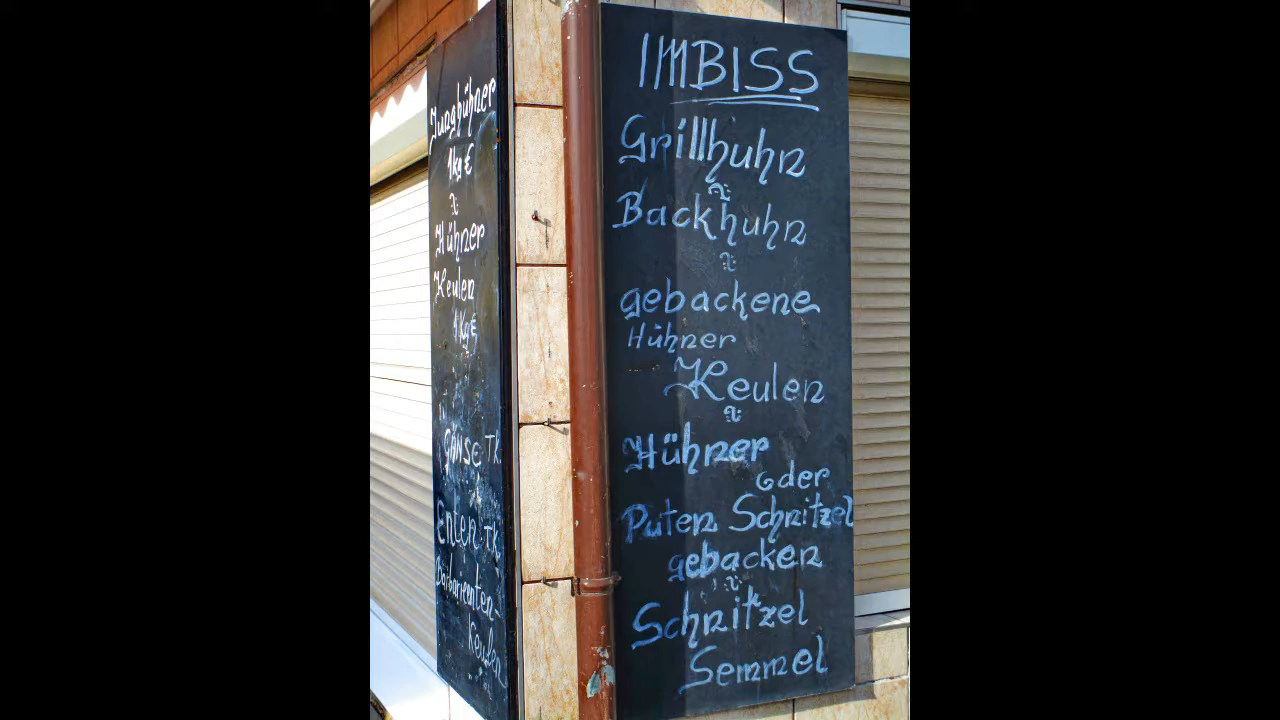 Junghühner
1kg €
Hühner
Keulen
1Kg€
GÄNSE TK.
Enten TK
Barbarieenten-
keulen
IMBISS
Grillhuhn
Backhuhn
gebackene
Hühner
Keulen
Hühner
oder
Puten Schnitzel
gebacken
Schnitzel
Semmel